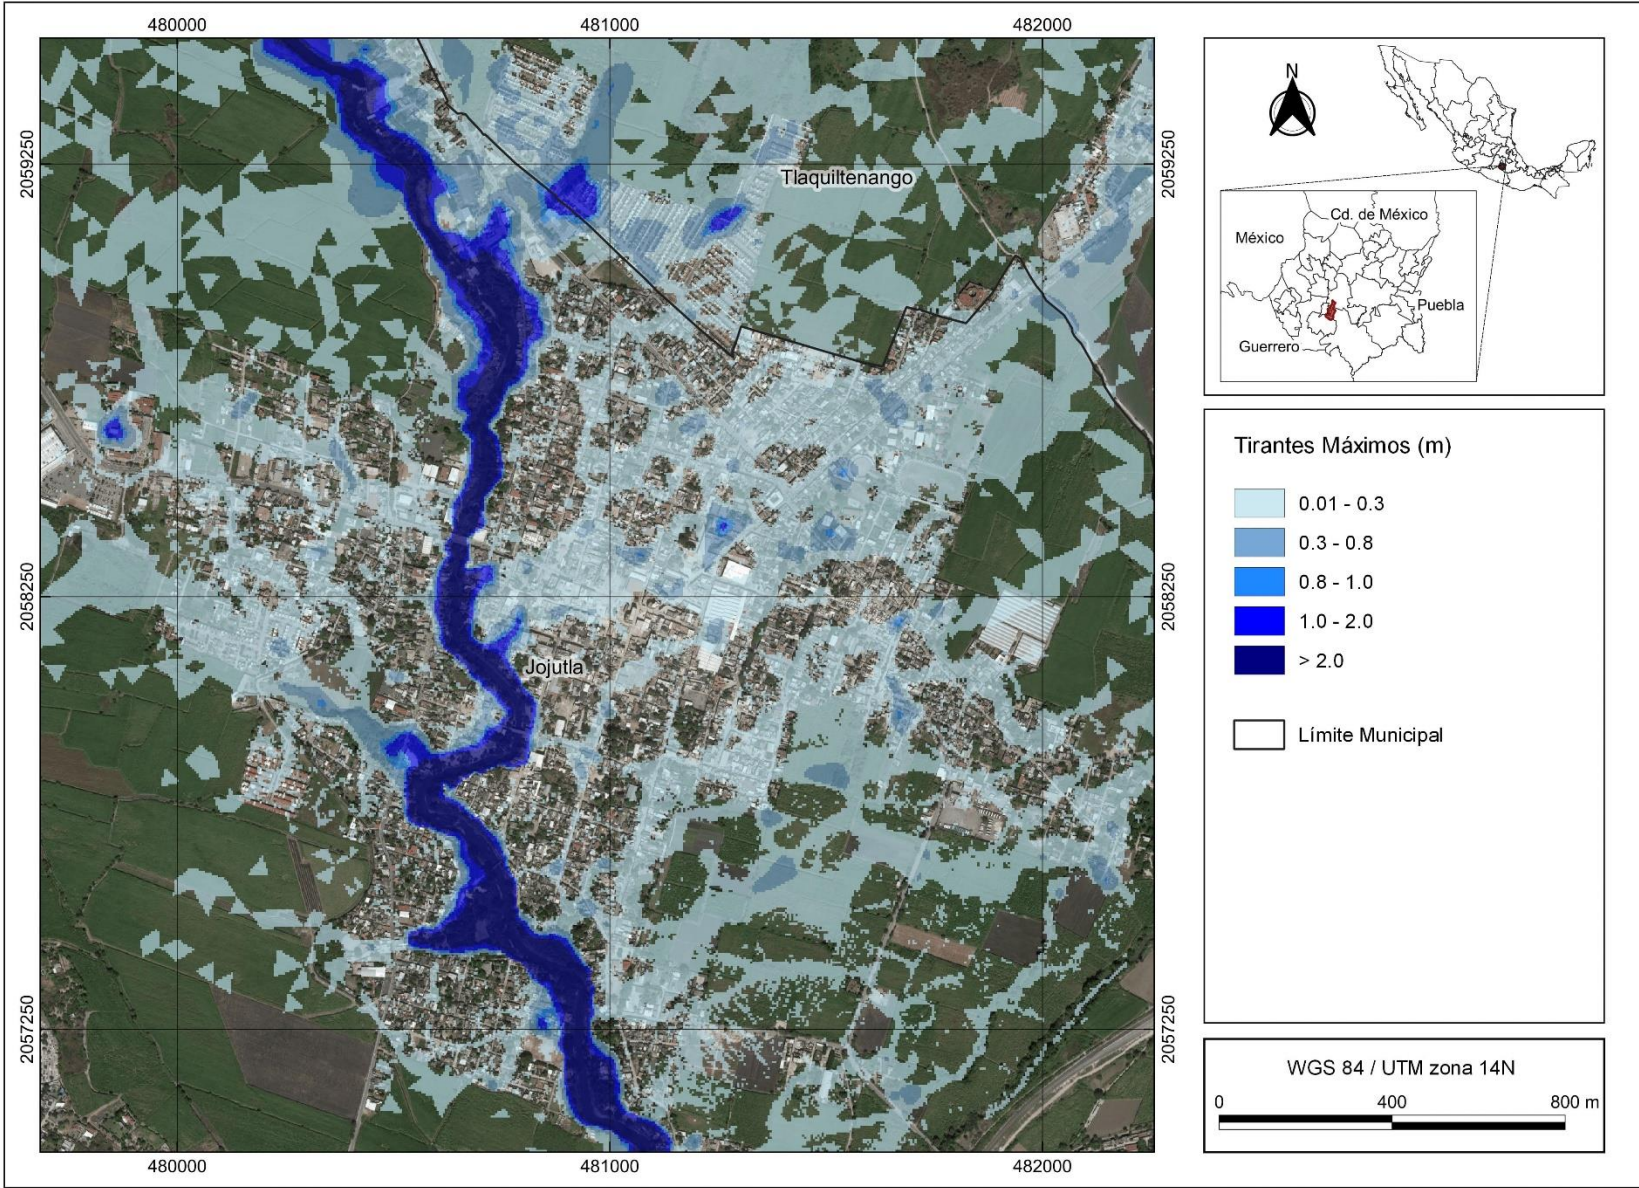 480000
481000
482000
2059250
2059250
Tlaquiltenango
2058250
2058250
Jojutla
2057250
2057250
480000
481000
482000
N
Cd. de México
México
Puebla
Guerrero
Tirantes Máximos (m)
0.01 - 0.3
0.3 - 0.8
0.8 - 1.0
1.0 - 2.0
> 2.0
Límite Municipal
WGS 84 / UTM zona 14N
0
400
800 m